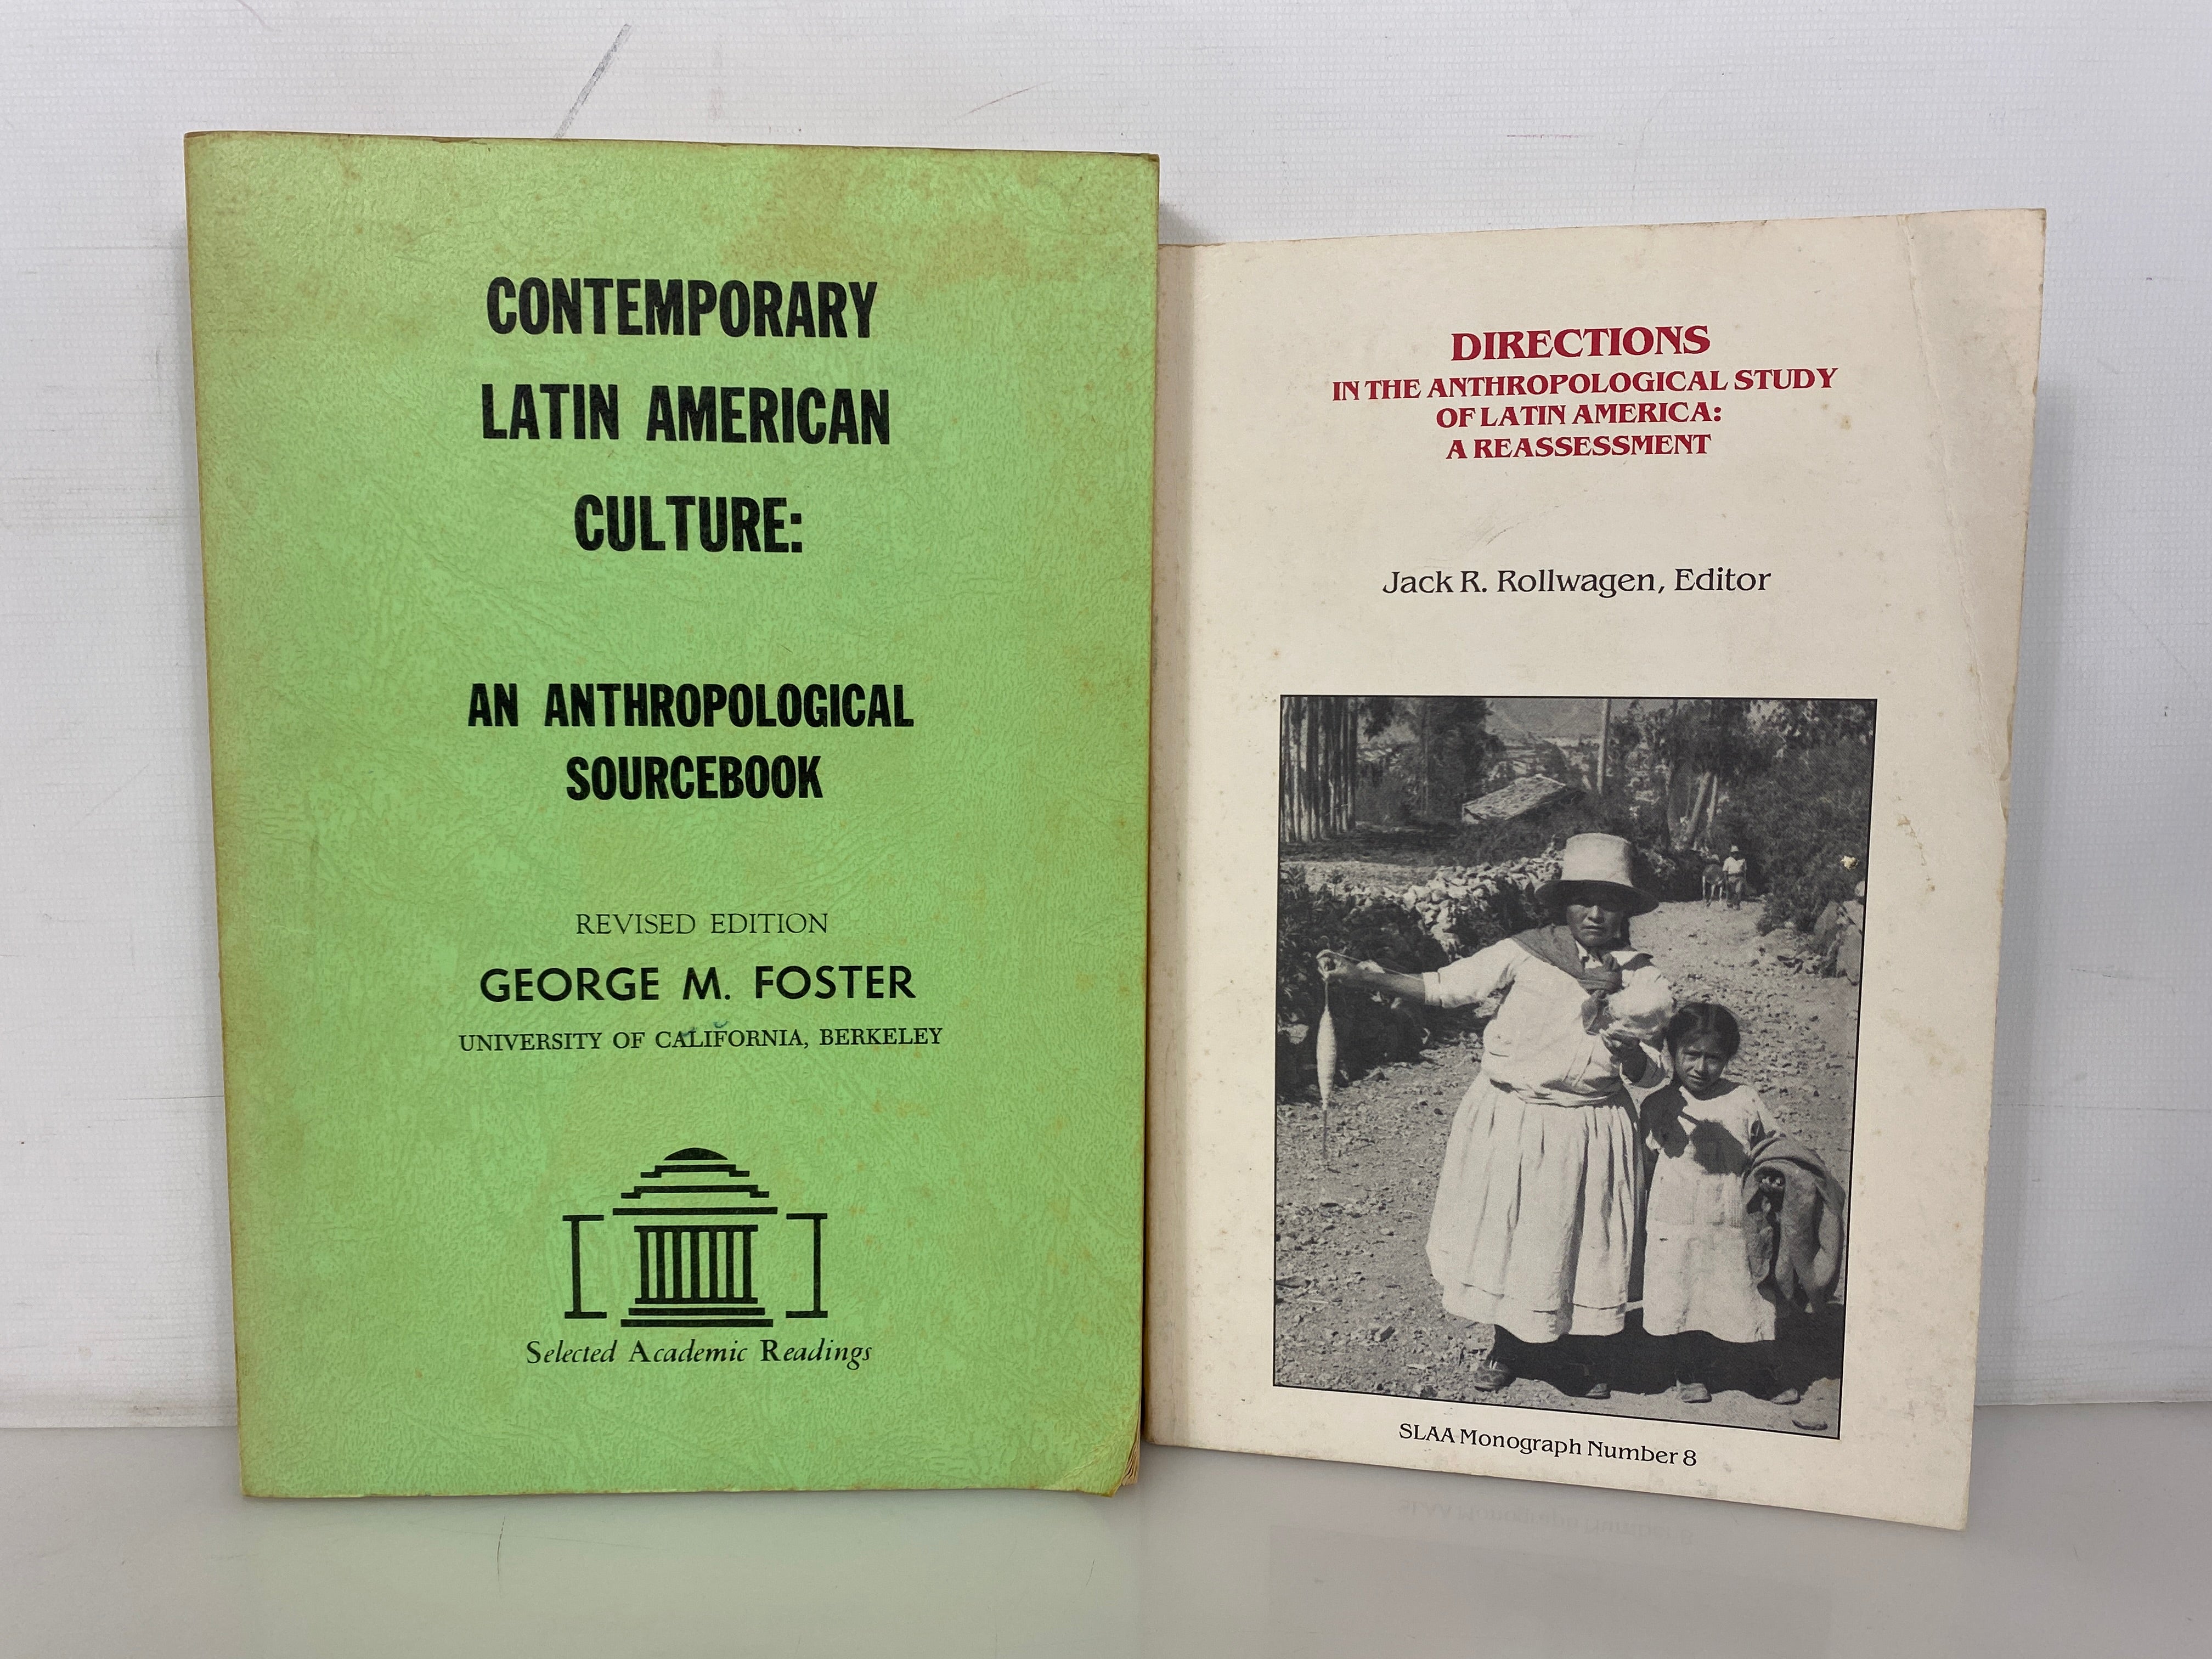 CONTEMPORARY
LATIN AMERICAN
CULTURE:
AN ANTHROPOLOGICAL
SOURCEBOOK
REVISED EDITION
GEORGE M. FOSTER
UNIVERSITY OF CALIFORNIA, BERKELEY
Selected Academic Readings
DIRECTIONS
IN THE ANTHROPOLOGICAL STUDY
OF LATIN AMERICA:
A REASSESSMENT
Jack R. Rollwagen, Editor
SLAA Monograph Number 8